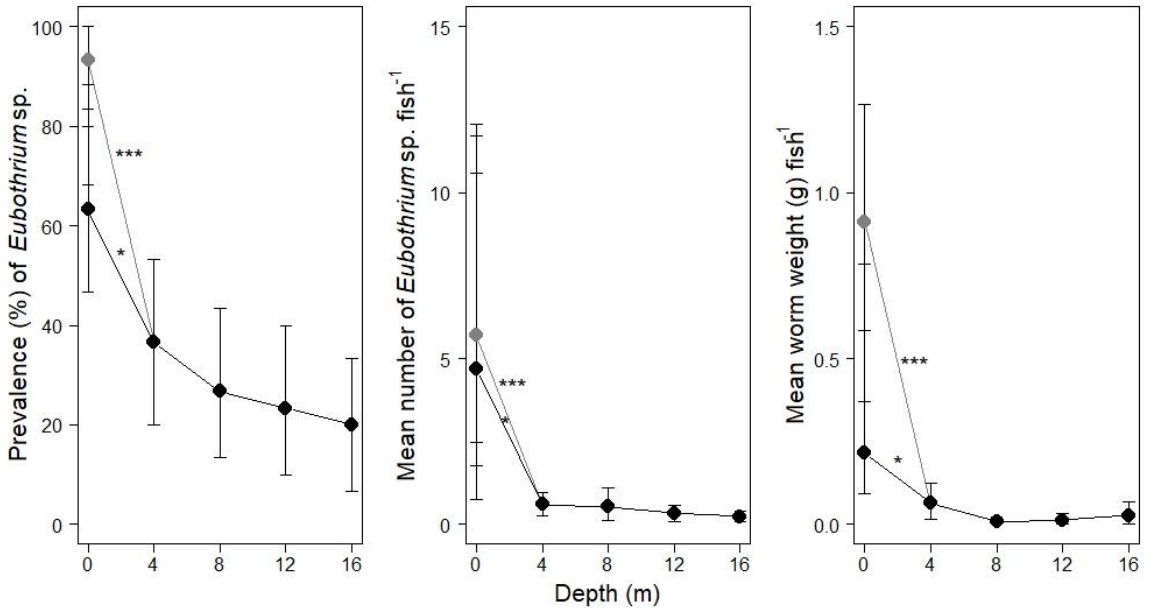 Prevalence (%) of Eubothrium sp.
100
80
60
40
20
0
***
*
0 4 8 12 16
Mean number of Eubothrium sp. fish-1
15
10
5
0
***
*
0 4 8 12 16
Depth (m)
Mean worm weight (g) fish-1
1.5
1.0
0.5
0.0
***
*
0 4 8 12 16